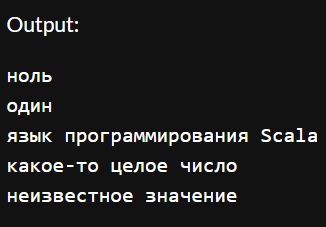 Output:
ноль
один
язык программирования Scala
какое-то целое число
неизвестное значение